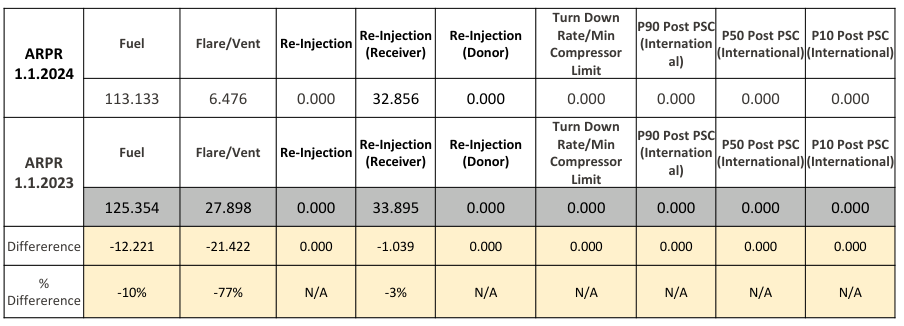 ARPR 1.1.2024
Fuel Flare/Vent Re-Injection Re-Injection (Receiver) Re-Injection (Donor) Turn Down Rate/Min Compressor Limit P90 Post PSC (Internation al) P50 Post PSC (International) P10 Post PSC (International)
113.133 6.476 0.000 32.856 0.000 0.000 0.000 0.000 0.000
ARPR 1.1.2023
Fuel Flare/Vent Re-Injection Re-Injection (Receiver) Re-Injection (Donor) Turn Down Rate/Min Compressor Limit P90 Post PSC (Internation al) P50 Post PSC (International) P10 Post PSC (International)
125.354 27.898 0.000 33.895 0.000 0.000 0.000 0.000 0.000
Differerence -12.221 -21.422 0.000 -1.039 0.000 0.000 0.000 0.000 0.000
% Differerence -10% -77% N/A -3% N/A N/A N/A N/A N/A